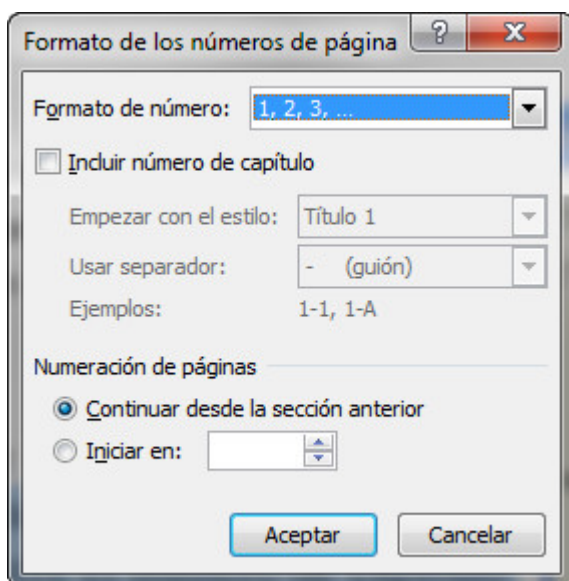 Formato de los números de página
Formato de número: 1, 2, 3, ...
Incluir número de capítulo
Empezar con el estilo: Título 1
Usar separador: - (guión)
Ejemplos: 1-1, 1-A
Numeración de páginas
Continuar desde la sección anterior
Iniciar en:
Aceptar Cancelar